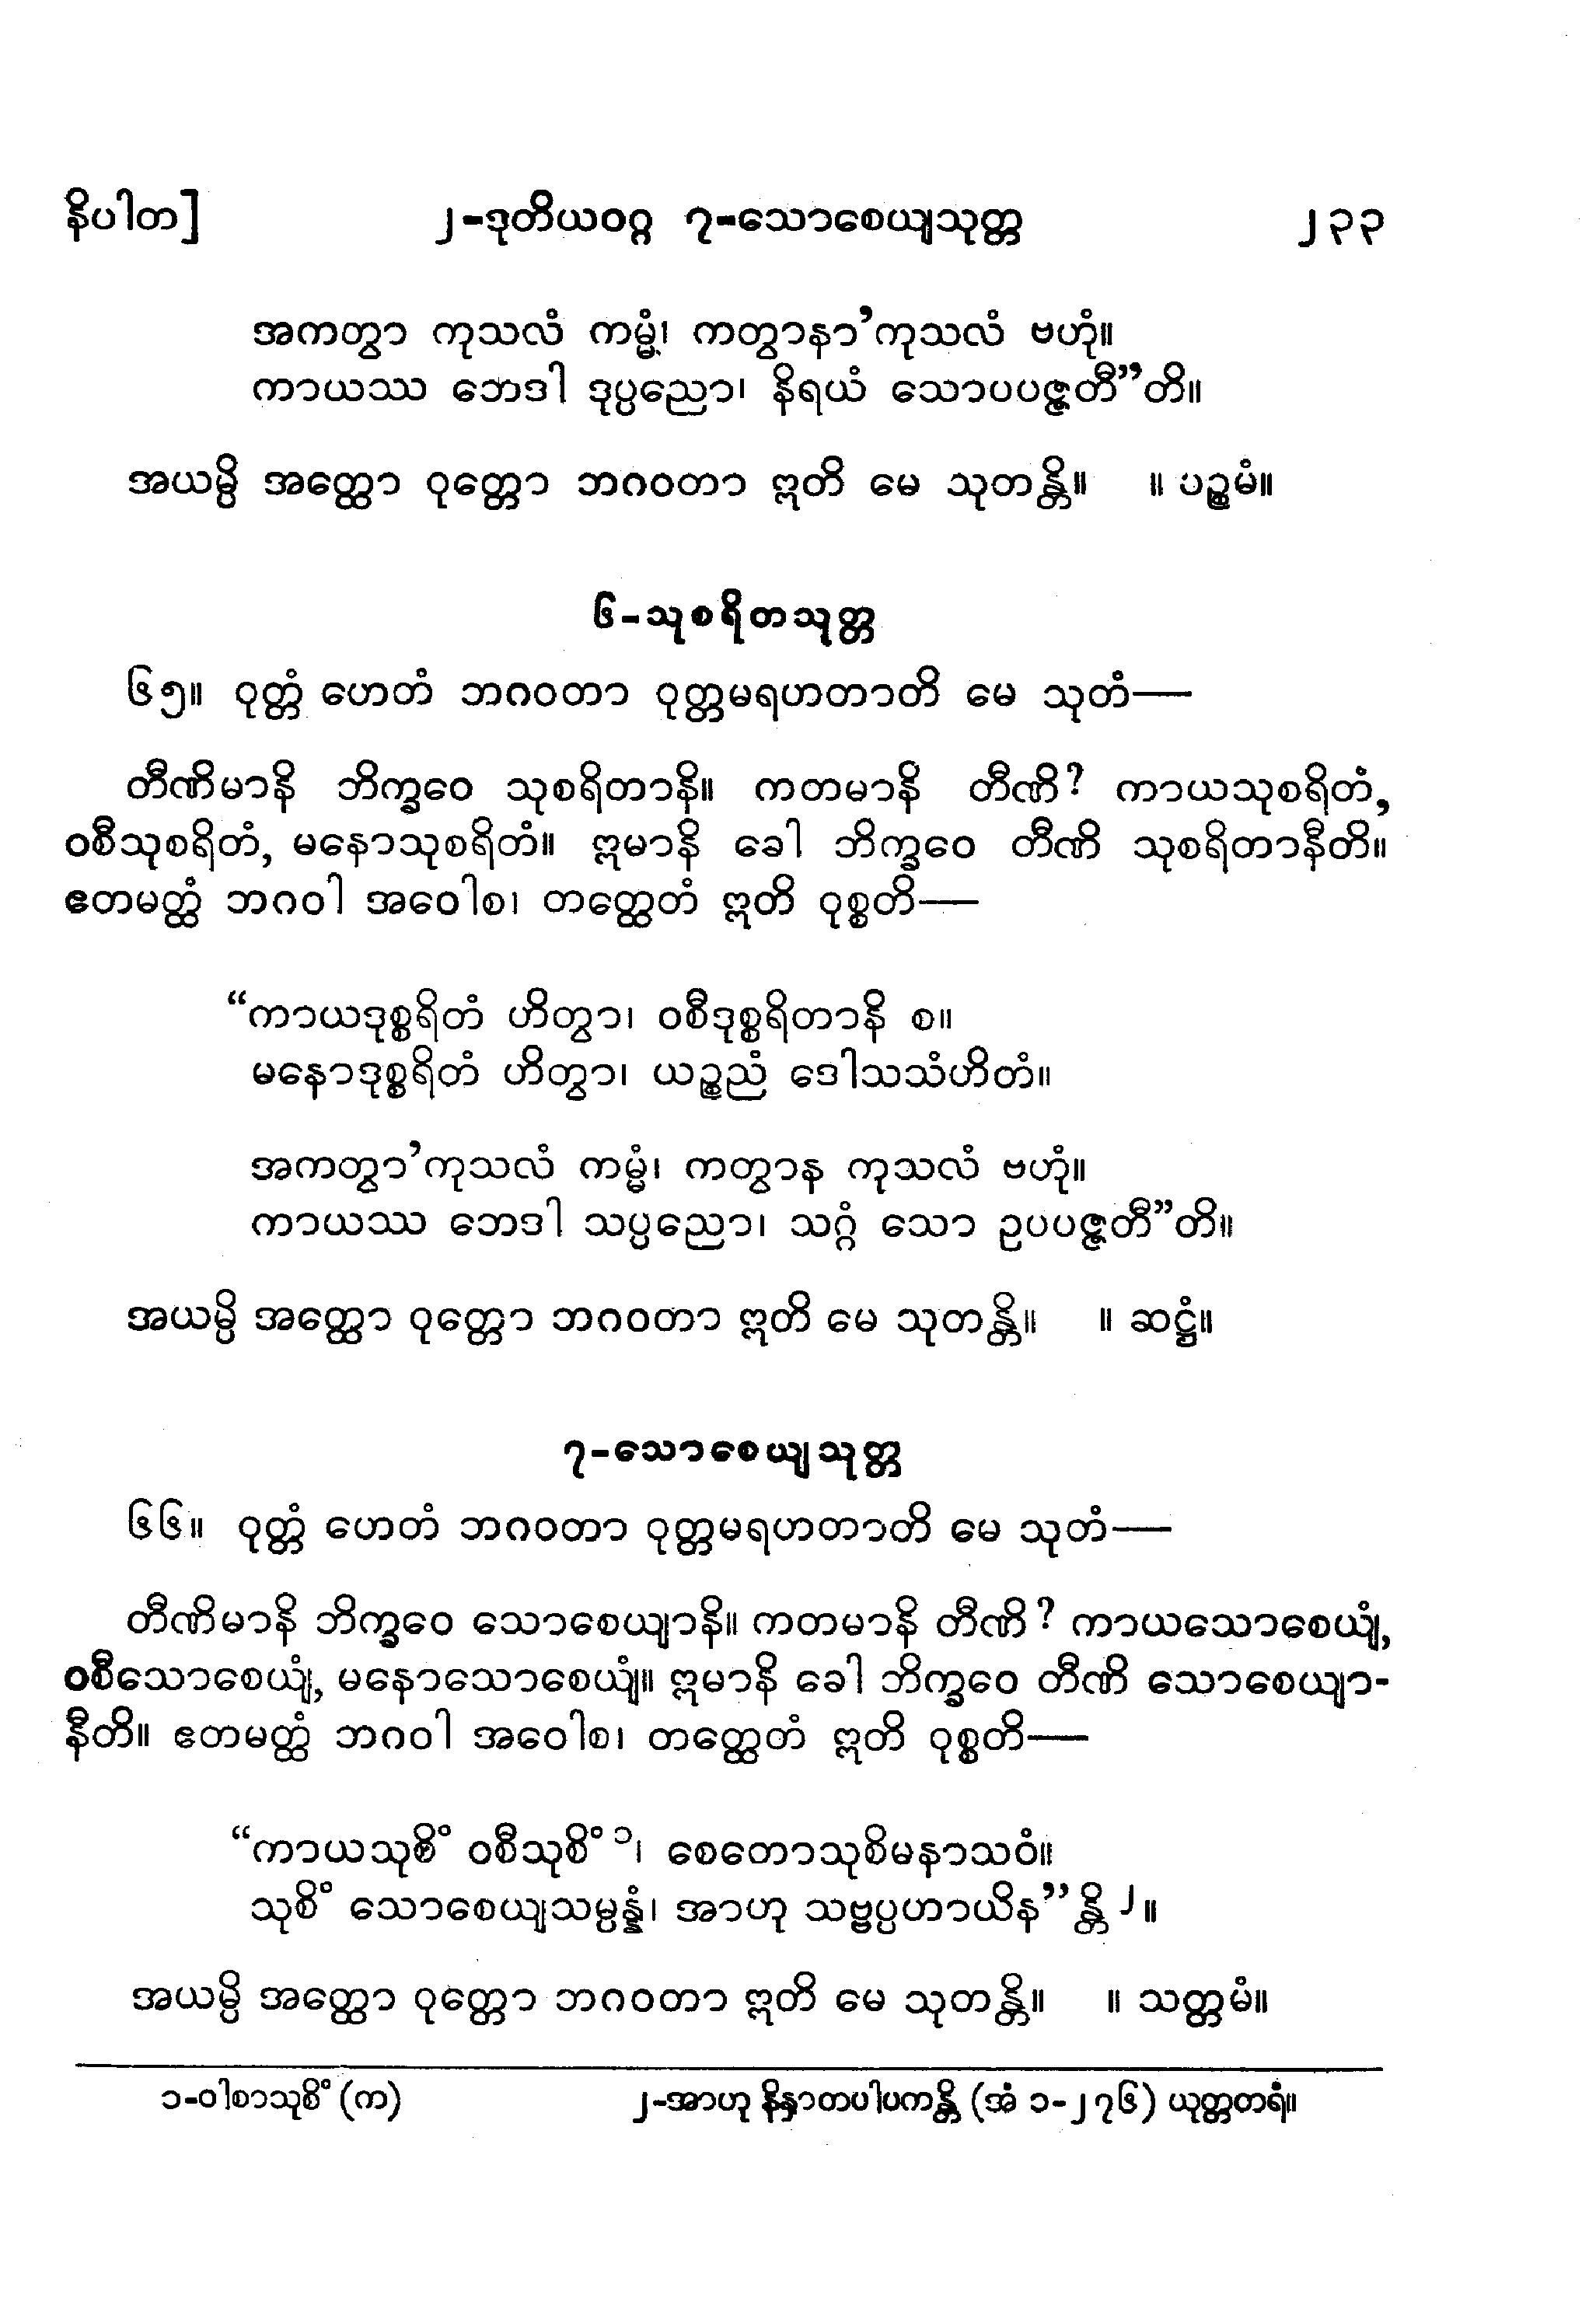 နိပါတ] ၂-ဒုတိယဝဂ္ဂ ၇-သောစေယျသုတ္တ ၂၃၃
အကတွာ ကုသလံ ကမ္မံ၊ ကတွာနာ’ကုသလံ ဗဟုံ။
ကာယဿ ဘေဒါ ဒုပ္ပညော၊ နိရယံ သောပပဇ္ဇတီ”တိ။
အယမ္ပိ အတ္ထော ဝုတ္တော ဘဂဝတာ ဣတိ မေ သုတန္တိ။ ။ ပဉ္စမံ။
၆-သုစရိတသုတ္တ
၆၅။ ဝုတ္တံ ဟေတံ ဘဂဝတာ ဝုတ္တမရဟတာတိ မေ သုတံ—
တီဏိမာနိ ဘိက္ခဝေ သုစရိတာနိ။ ကတမာနိ တီဏိ? ကာယသုစရိတံ,
ဝစီသုစရိတံ, မနောသုစရိတံ။ ဣမာနိ ခေါ ဘိက္ခဝေ တီဏိ သုစရိတာနီတိ။
ဧတမတ္ထံ ဘဂဝါ အဝေါစ၊ တတ္ထေတံ ဣတိ ဝုစ္စတိ—
“ကာယဒုစ္စရိတံ ဟိတွာ၊ ဝစီဒုစ္စရိတာနိ စ။
မနောဒုစ္စရိတံ ဟိတွာ၊ ယဉ္စညံ ဒေါသသံဟိတံ။
အကတွာ’ကုသလံ ကမ္မံ၊ ကတွာန ကုသလံ ဗဟုံ။
ကာယဿ ဘေဒါ သပ္ပညော၊ သဂ္ဂံ သော ဥပပဇ္ဇတီ”တိ။
အယမ္ပိ အတ္ထော ဝုတ္တော ဘဂဝတာ ဣတိ မေ သုတန္တိ။ ။ ဆဋ္ဌံ။
၇-သောစေယျသုတ္တ
၆၆။ ဝုတ္တံ ဟေတံ ဘဂဝတာ ဝုတ္တမရဟတာတိ မေ သုတံ—
တီဏိမာနိ ဘိက္ခဝေ သောစေယျာနိ။ ကတမာနိ တီဏိ? ကာယသောစေယျံ,
ဝစီသောစေယျံ, မနောသောစေယျံ။ ဣမာနိ ခေါ ဘိက္ခဝေ တီဏိ သောစေယျာ-
နီတိ။ ဧတမတ္ထံ ဘဂဝါ အဝေါစ၊ တတ္ထေတံ ဣတိ ဝုစ္စတိ—
“ကာယသုစိံ ဝစီသုစိံ ၁၊ စေတောသုစိမနာသဝံ။
သုစိံ သောစေယျသမ္ပန္နံ၊ အာဟု သဗ္ဗပ္ပဟာယိန”န္တိ ၂။
အယမ္ပိ အတ္ထော ဝုတ္တော ဘဂဝတာ ဣတိ မေ သုတန္တိ။ ။ သတ္တမံ။
၁-ဝါစာသုစိံ (က) ၂-အာဟု နိန္ဟာတပါပကန္တိ (အံ ၁-၂၇၆) ယုတ္တတရံ။